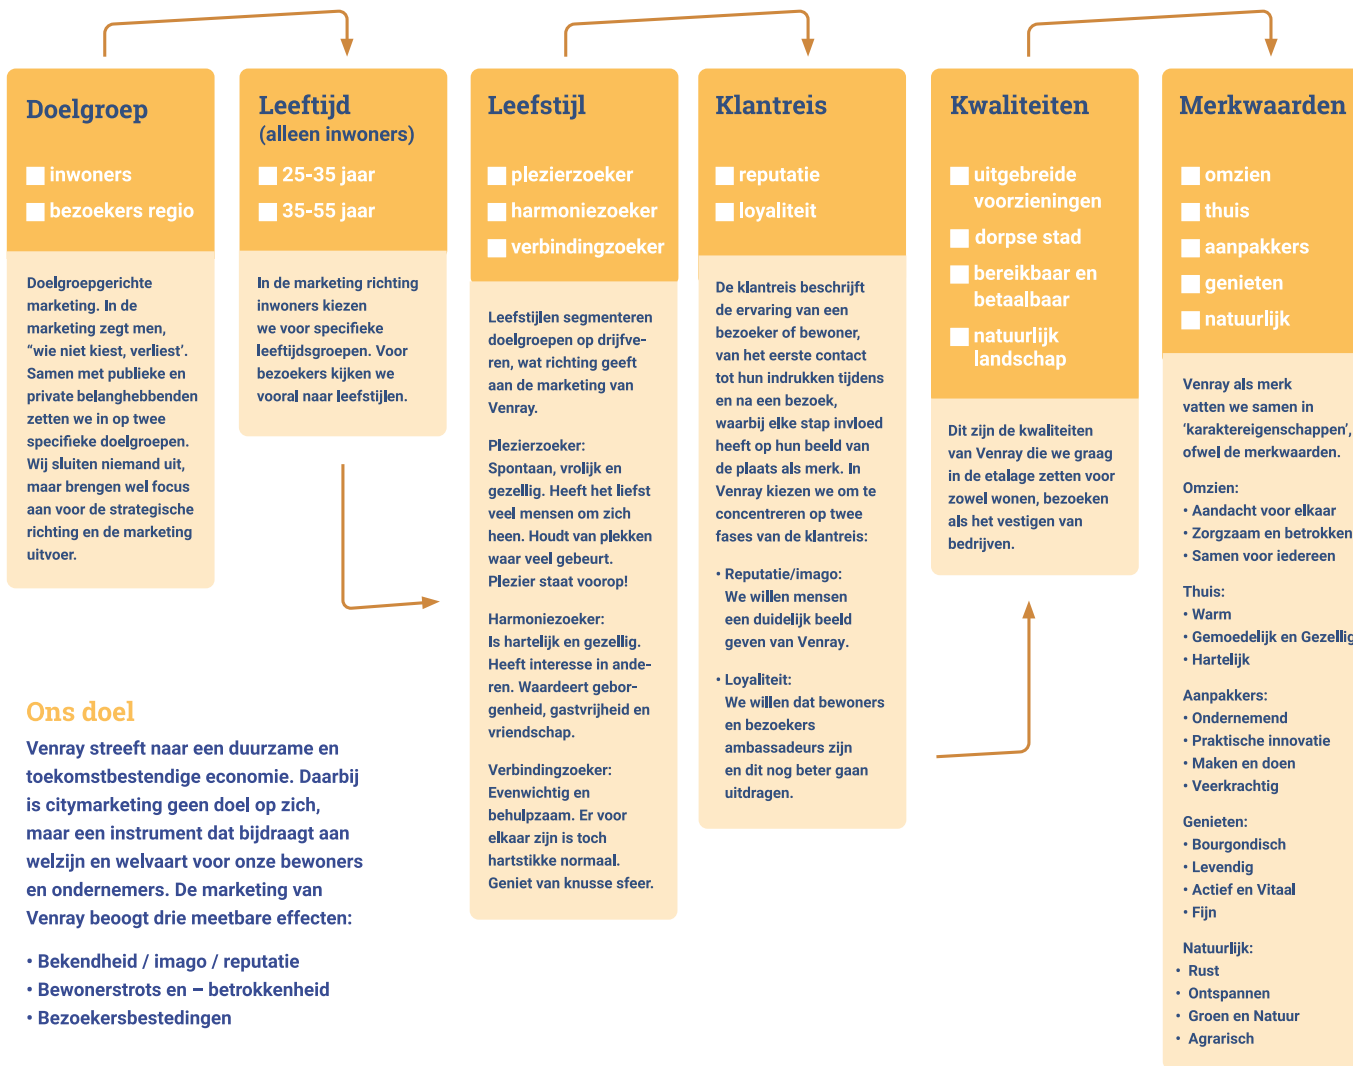 Doelgroep
inwoners
bezoekers regio
Doelgroepgerichte
marketing. In de
marketing zegt men,
“wie niet kiest, verliest’.
Samen met publieke en
private belanghebbenden
zetten we in op twee
specifieke doelgroepen.
Wij sluiten niemand uit,
maar brengen wel focus
aan voor de strategische
richting en de marketing
uitvoer.
Leeftijd
(alleen inwoners)
25-35 jaar
35-55 jaar
In de marketing richting
inwoners kiezen
we voor specifieke
leeftijdsgroepen. Voor
bezoekers kijken we
vooral naar leefstijlen.
Leefstijl
plezierzoeker
harmoniezoeker
verbindingzoeker
Leefstijlen segmenteren
doelgroepen op drijfve-
ren, wat richting geeft
aan de marketing van
Venray.
Plezierzoeker:
Spontaan, vrolijk en
gezellig. Heeft het liefst
veel mensen om zich
heen. Houdt van plekken
waar veel gebeurt.
Plezier staat voorop!
Harmoniezoeker:
Is hartelijk en gezellig.
Heeft interesse in ande-
ren. Waardeert gebor-
genheid, gastvrijheid en
vriendschap.
Verbindingzoeker:
Evenwichtig en
behulpzaam. Er voor
elkaar zijn is toch
hartstikke normaal.
Geniet van knusse sfeer.
Klantreis
reputatie
loyaliteit
De klantreis beschrijft
de ervaring van een
bezoeker of bewoner,
van het eerste contact
tot hun indrukken tijdens
en na een bezoek,
waarbij elke stap invloed
heeft op hun beeld van
de plaats als merk. In
Venray kiezen we om te
concentreren op twee
fases van de klantreis:
• Reputatie/imago:
We willen mensen
een duidelijk beeld
geven van Venray.
• Loyaliteit:
We willen dat bewoners
en bezoekers
ambassadeurs zijn
en dit nog beter gaan
uitdragen.
Kwaliteiten
uitgebreide
voorzieningen
dorpse stad
bereikbaar en
betaalbaar
natuurlijk
landschap
Dit zijn de kwaliteiten
van Venray die we graag
in de etalage zetten voor
zowel wonen, bezoeken
als het vestigen van
bedrijven.
Merkwaarden
omzien
thuis
aanpakkers
genieten
natuurlijk
Venray als merk
vatten we samen in
‘karaktereigenschappen’,
ofwel de merkwaarden.
Omzien:
• Aandacht voor elkaar
• Zorgzaam en betrokken
• Samen voor iedereen
Thuis:
• Warm
• Gemoedelijk en Gezellig
• Hartelijk
Aanpakkers:
• Ondernemend
• Praktische innovatie
• Maken en doen
• Veerkrachtig
Genieten:
• Bourgondisch
• Levendig
• Actief en Vitaal
• Fijn
Natuurlijk:
• Rust
• Ontspannen
• Groen en Natuur
• Agrarisch
Ons doel
Venray streeft naar een duurzame en
toekomstbestendige economie. Daarbij
is citymarketing geen doel op zich,
maar een instrument dat bijdraagt aan
welzijn en welvaart voor onze bewoners
en ondernemers. De marketing van
Venray beoogt drie meetbare effecten:
• Bekendheid / imago / reputatie
• Bewonerstrots en – betrokkenheid
• Bezoekersbestedingen